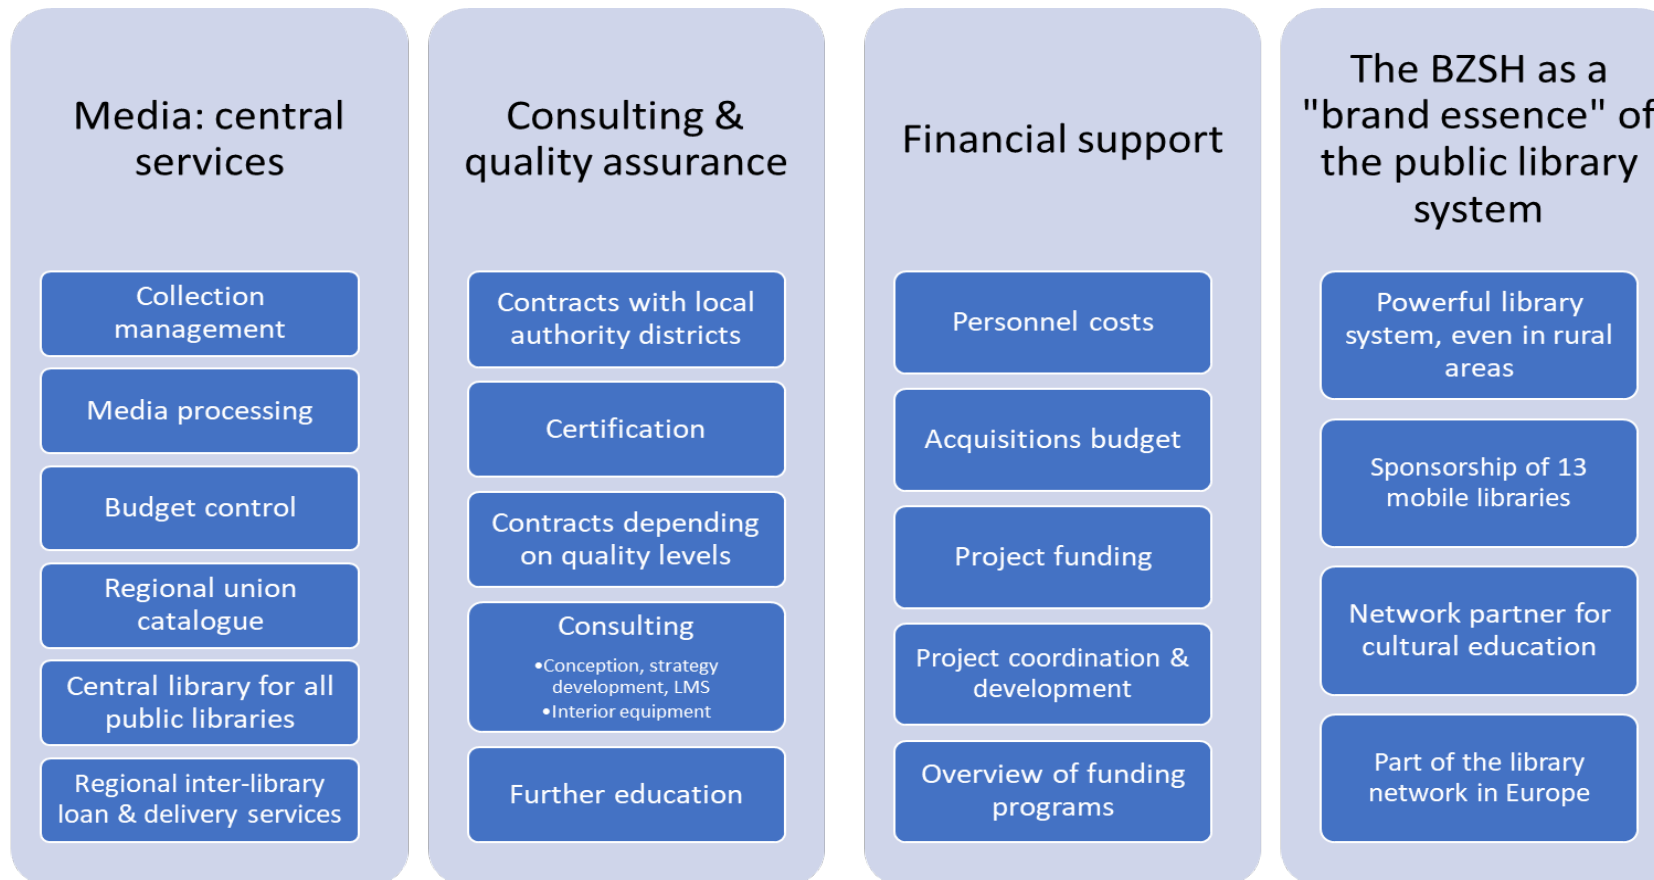 Media: central
services
Collection
management
Media processing
Budget control
Regional union
catalogue
Central library for all
public libraries
Regional inter-library
loan & delivery services
Consulting &
quality assurance
Contracts with local
authority districts
Certification
Contracts depending
on quality levels
Consulting
•Conception, strategy
development, LMS
•Interior equipment
Further education
Financial support
Personnel costs
Acquisitions budget
Project funding
Project coordination &
development
Overview of funding
programs
The BZSH as a
"brand essence" of
the public library
system
Powerful library
system, even in rural
areas
Sponsorship of 13
mobile libraries
Network partner for
cultural education
Part of the library
network in Europe